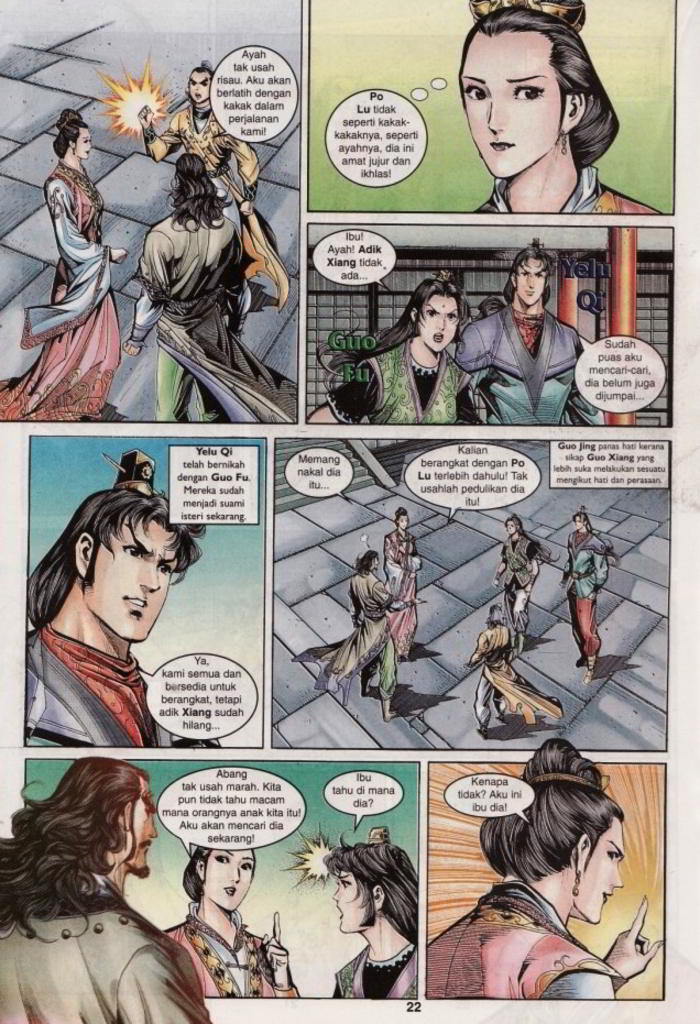 Ayah
tak usah
risau. Aku akan
berlatih dengan
kakak dalam
perjalanan
kami!
Po
Lu tidak
seperti kakak-
kakaknya, seperti
ayahnya, dia ini
amat jujur dan
ikhlas!
Ibu!
Ayah! Adik
Xiang tidak
ada...
Guo
Fu
Yelu
Qi
Sudah
puas aku
mencari-cari,
dia belum juga
dijumpai...
Yelu Qi
telah bernikah
dengan Guo Fu.
Mereka sudah
menjadi suami
isteri sekarang.
Ya,
kami semua dan
bersedia untuk
berangkat, tetapi
adik Xiang sudah
hilang...
Memang
nakal dia
itu...
Kalian
berangkat dengan Po
Lu terlebih dahulu! Tak
usahlah pedulikan dia
itu!
Guo Jing panas hati kerana
sikap Guo Xiang yang
lebih suka melakukan sesuatu
mengikut hati dan perasaan.
Abang
tak usah marah. Kita
pun tidak tahu macam
mana orangnya anak kita itu!
Aku akan mencari dia
sekarang!
Ibu
tahu di mana
dia?
Kenapa
tidak? Aku ini
ibu dia!
22